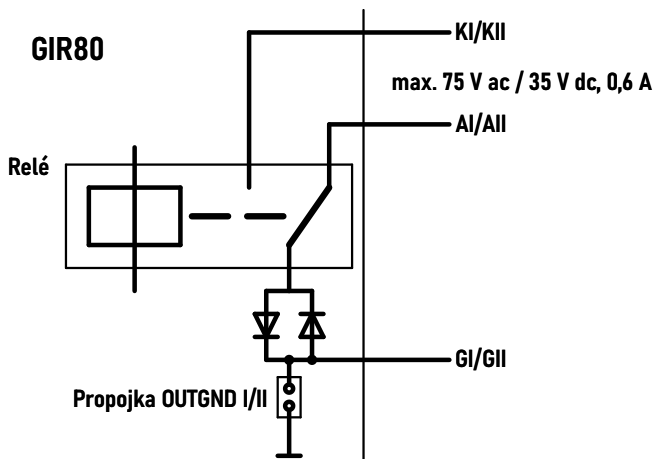 KI/KII
GIR80
max. 75 V ac / 35 V dc, 0,6 A
AI/AII
Relé
GI/GII
Propojka OUTGND I/II